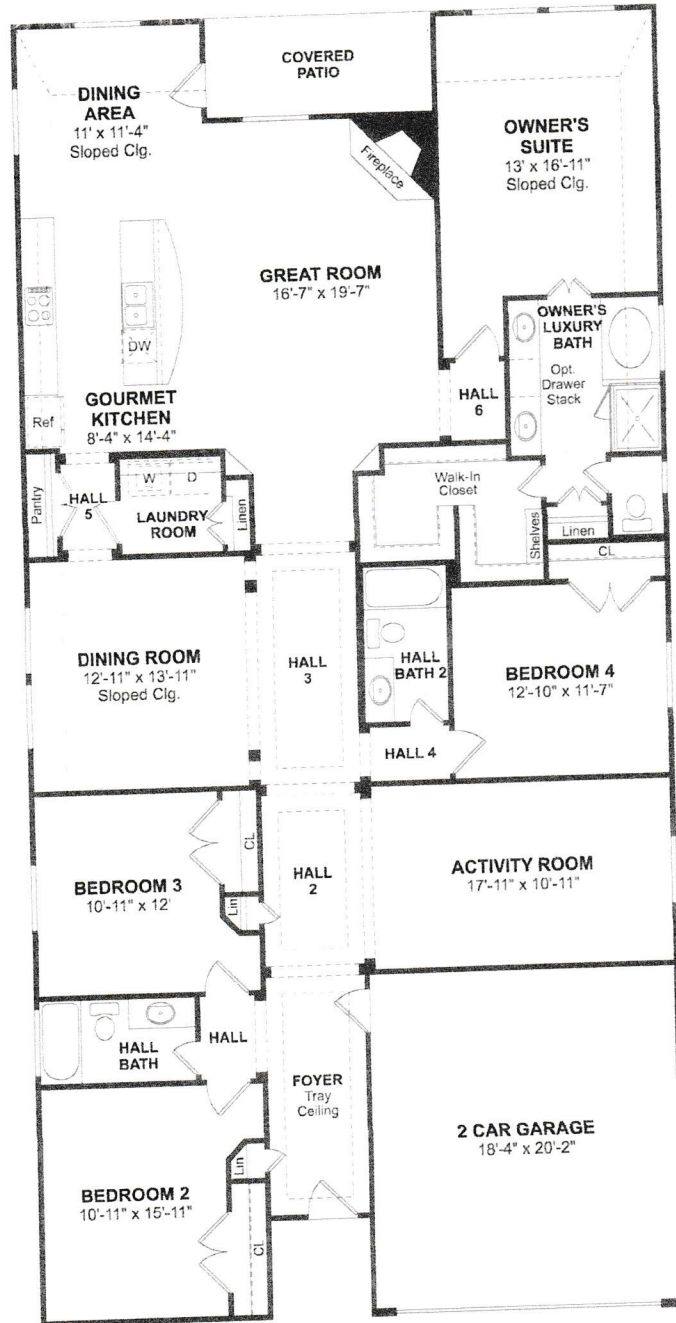 COVERED
PATIO
DINING
AREA
11' x 11'-4"
Sloped Clg.
OWNER'S
SUITE
13' x 16'-11"
Sloped Clg.
Fireplace
GREAT ROOM
16'-7" x 19'-7"
DW
OWNER'S
LUXURY
BATH
Opt.
Drawer
Stack
GOURMET
KITCHEN
8'-4" x 14'-4"
Ref
HALL
6
Pantry
HALL
5
W
D
LAUNDRY
ROOM
Linen
Walk-In
Closet
Shelves
Linen
CL
DINING ROOM
12'-11" x 13'-11"
Sloped Clg.
HALL
3
HALL
BATH 2
BEDROOM 4
12'-10" x 11'-7"
HALL 4
BEDROOM 3
10'-11" x 12'
CL
Lin
HALL
2
ACTIVITY ROOM
17'-11" x 10'-11"
HALL
BATH
HALL
FOYER
Tray
Ceiling
2 CAR GARAGE
18'-4" x 20'-2"
Lin
BEDROOM 2
10'-11" x 15'-11"
CL